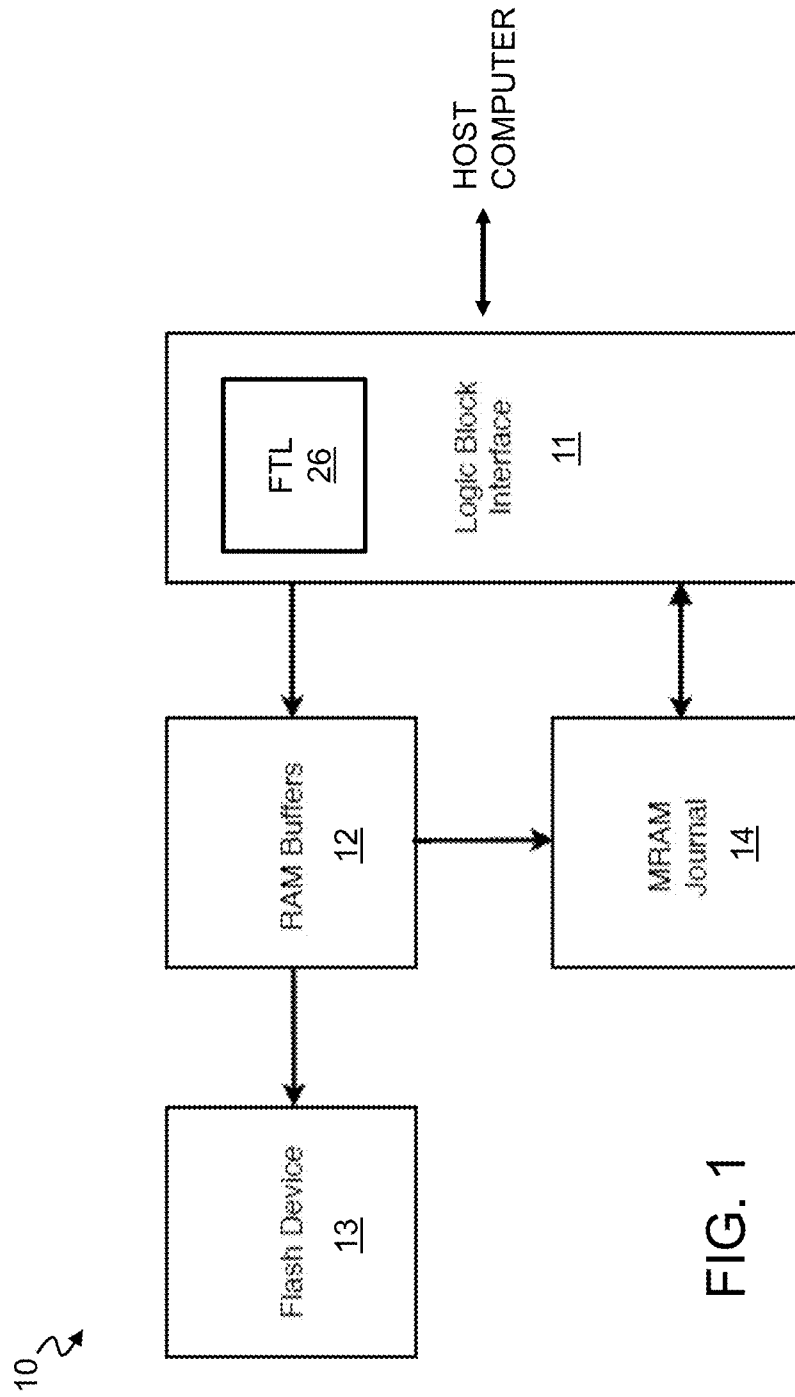 10
Flash Device
13
RAM Buffers
12
MRAM
Journal
14
FTL
26
Logic Block
Interface
11
HOST
COMPUTER
FIG. 1